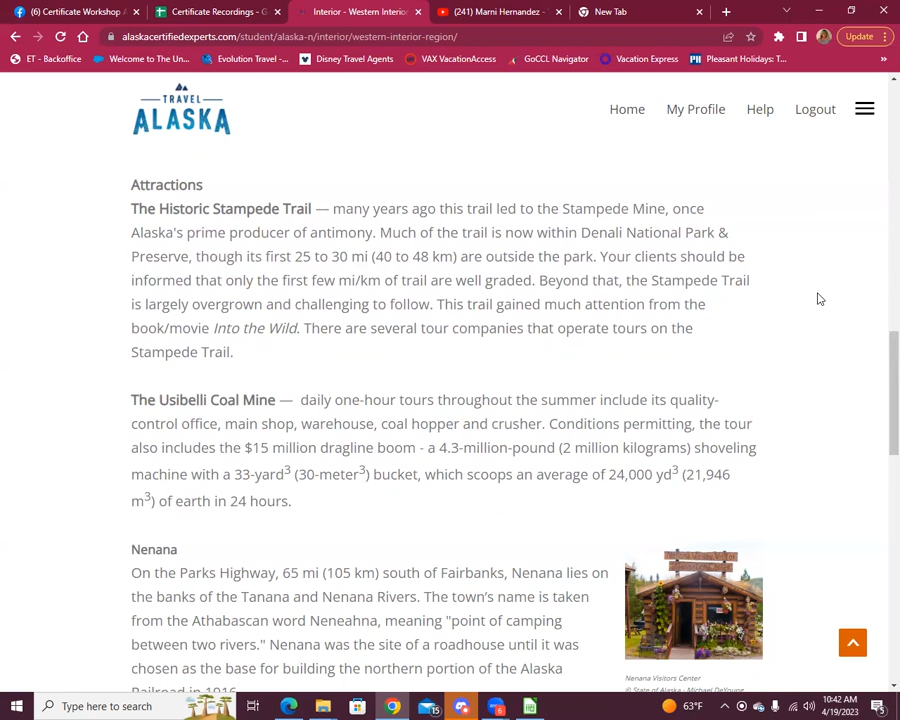 (6) Certificate Workshop A
Certificate Recordings - G
Interior - Western Interior
(241) Marni Hernandez -
New Tab
alaskacertifiedexperts.com/student/alaska-n/interior/western-interior-region/
Update
ET - Backoffice
Welcome to The Un...
Evolution Travel -...
Disney Travel Agents
VAX VacationAccess
GoCCL Navigator
Vacation Express
Pleasant Holidays: T...
TRAVEL
ALASKA
Home
My Profile
Help
Logout
Attractions
The Historic Stampede Trail — many years ago this trail led to the Stampede Mine, once
Alaska's prime producer of antimony. Much of the trail is now within Denali National Park &
Preserve, though its first 25 to 30 mi (40 to 48 km) are outside the park. Your clients should be
informed that only the first few mi/km of trail are well graded. Beyond that, the Stampede Trail
is largely overgrown and challenging to follow. This trail gained much attention from the
book/movie Into the Wild. There are several tour companies that operate tours on the
Stampede Trail.
The Usibelli Coal Mine — daily one-hour tours throughout the summer include its quality-
control office, main shop, warehouse, coal hopper and crusher. Conditions permitting, the tour
also includes the $15 million dragline boom - a 4.3-million-pound (2 million kilograms) shoveling
machine with a 33-yard³ (30-meter³) bucket, which scoops an average of 24,000 yd³ (21,946
m³) of earth in 24 hours.
Nenana
On the Parks Highway, 65 mi (105 km) south of Fairbanks, Nenana lies on
the banks of the Tanana and Nenana Rivers. The town's name is taken
from the Athabascan word Neneahna, meaning "point of camping
between two rivers." Nenana was the site of a roadhouse until it was
chosen as the base for building the northern portion of the Alaska
Railroad in 1916.
Nenana Visitors Center
© State of Alaska - Michael DeYoung
Type here to search
15
6
63°F
10:42 AM
4/19/2023
5